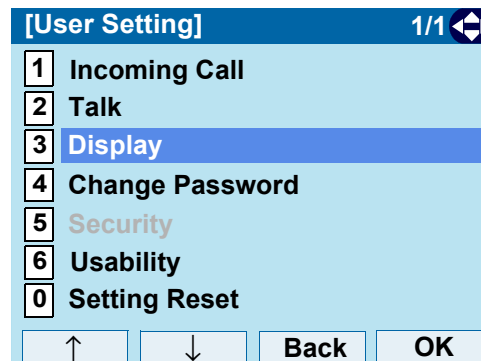 [User Setting] 1/1
1 Incoming Call
2 Talk
3 Display
4 Change Password
5 Security
6 Usability
0 Setting Reset
↑ ↓ Back OK